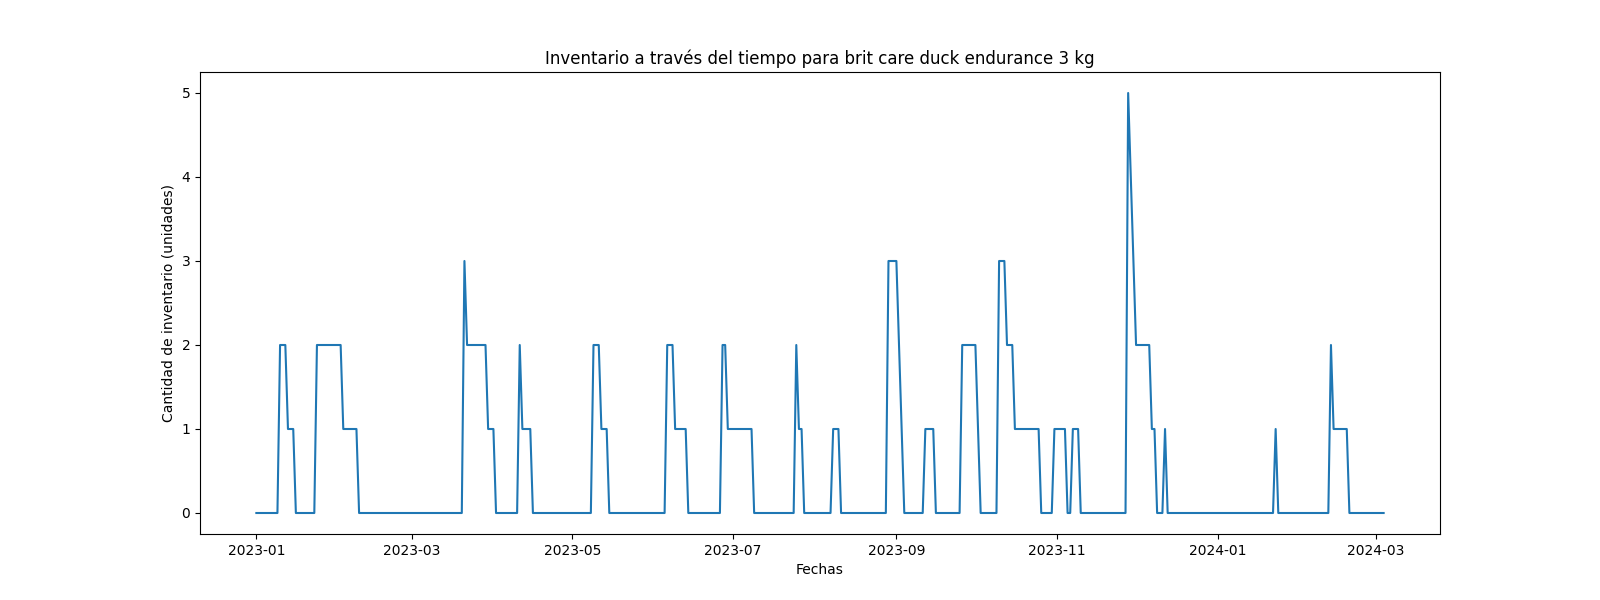 Inventario a través del tiempo para brit care duck endurance 3 kg
Cantidad de inventario (unidades)
5
4
3
2
1
0
2023-01 2023-03 2023-05 2023-07 2023-09 2023-11 2024-01 2024-03
Fechas